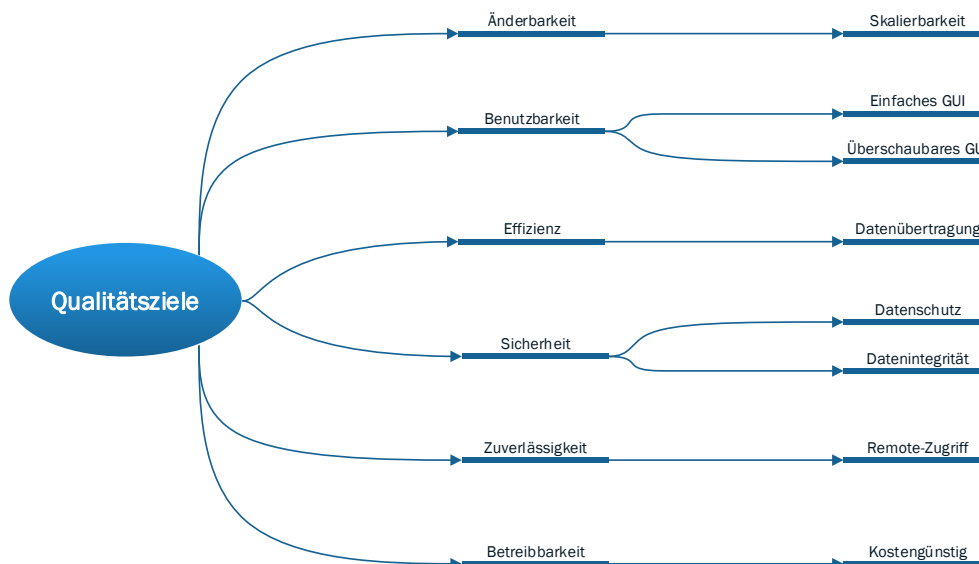 Qualitätsziele
Änderbarkeit
Skalierbarkeit
Benutzbarkeit
Einfaches GUI
Überschaubares GU
Effizienz
Datenübertragung
Sicherheit
Datenschutz
Datenintegrität
Zuverlässigkeit
Remote-Zugriff
Betreibbarkeit
Kostengünstig